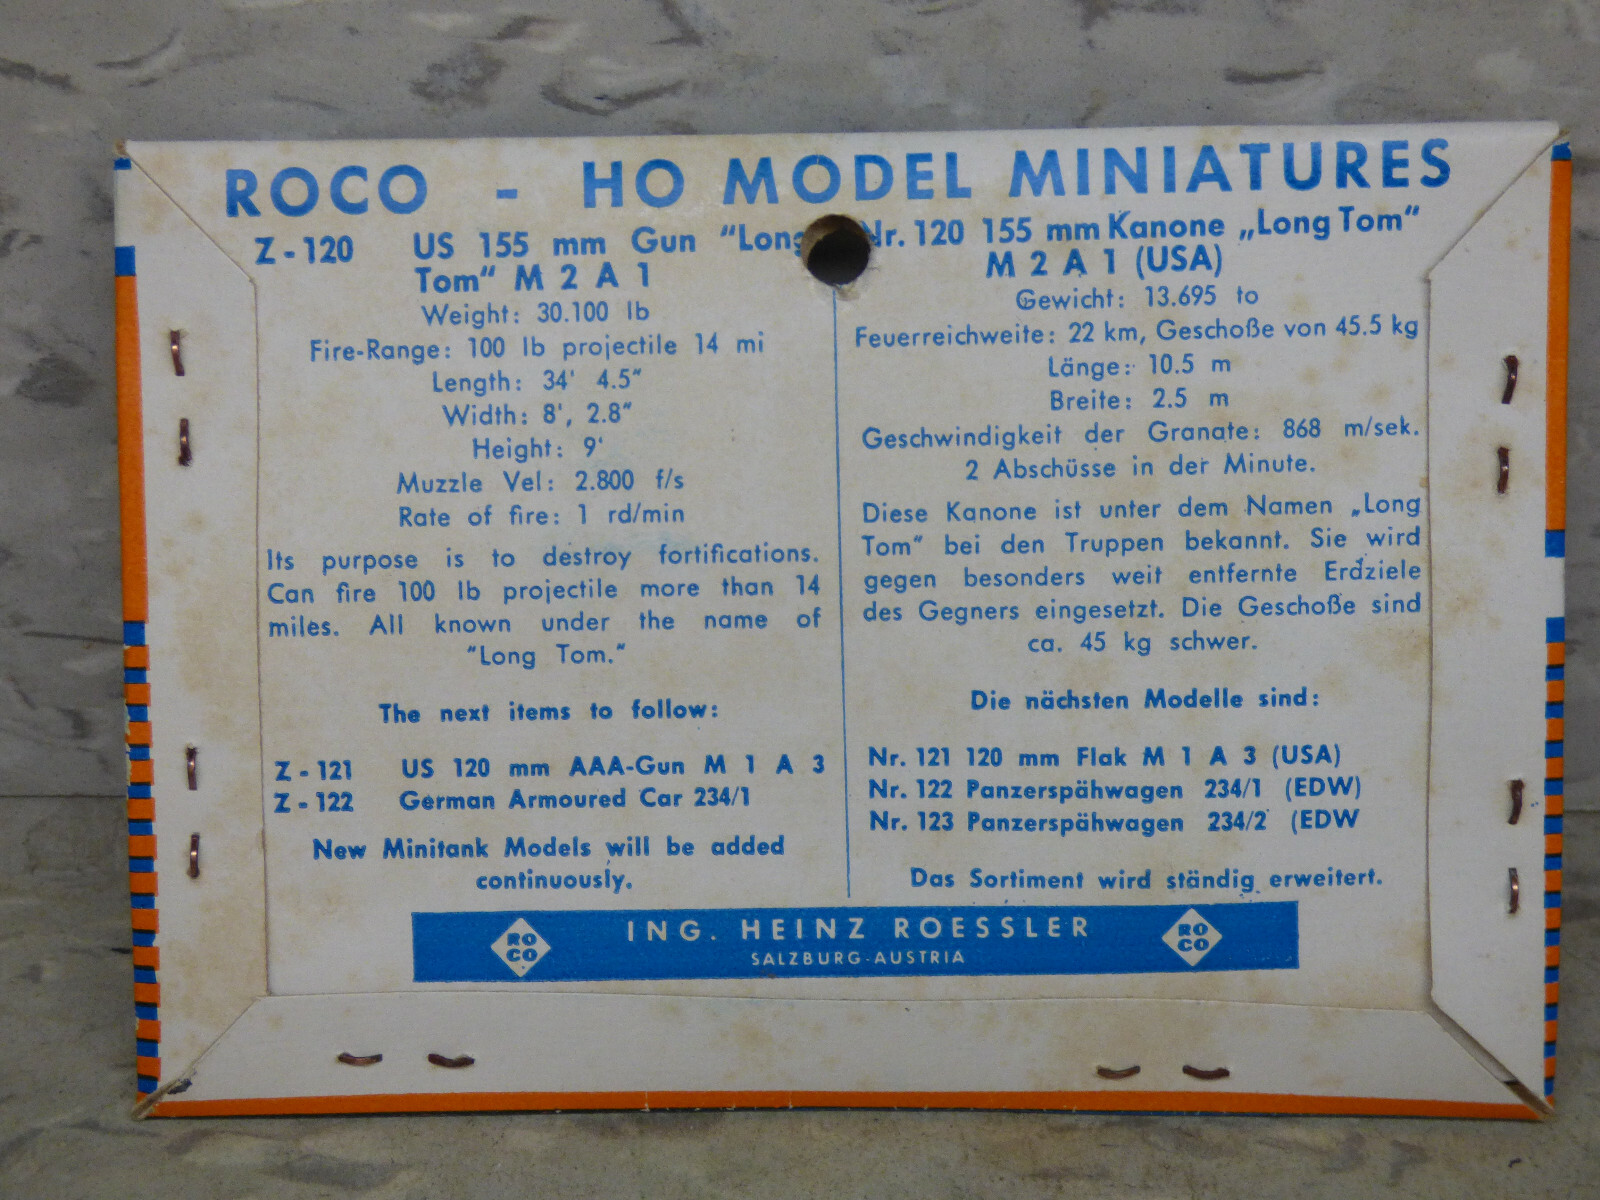 ROCO - HO MODEL MINIATURES
Z-120 US 155 mm Gun "Long
Tom" M 2 A 1
Weight: 30.100 lb
Fire-Range: 100 lb projectile 14 mi
Length: 34' 4.5"
Width: 8', 2.8"
Height: 9'
Muzzle Vel: 2.800 f/s
Rate of fire: 1 rd/min
Its purpose is to destroy fortifications.
Can fire 100 lb projectile more than 14
miles. All known under the name of
"Long Tom."
The next items to follow:
Z-121 US 120 mm AAA-Gun M 1 A 3
Z-122 German Armoured Car 234/1
New Minitank Models will be added
continuously.
Nr. 120 155 mm Kanone „Long Tom"
M 2 A 1 (USA)
Gewicht: 13.695 to
Feuerreichweite: 22 km, Geschoße von 45.5 kg
Länge: 10.5 m
Breite: 2.5 m
Geschwindigkeit der Granate: 868 m/sek.
2 Abschüsse in der Minute.
Diese Kanone ist unter dem Namen „Long
Tom" bei den Truppen bekannt. Sie wird
gegen besonders weit entfernte Erdziele
des Gegners eingesetzt. Die Geschoße sind
ca. 45 kg schwer.
Die nächsten Modelle sind:
Nr. 121 120 mm Flak M 1 A 3 (USA)
Nr. 122 Panzerspähwagen 234/1 (EDW)
Nr. 123 Panzerspähwagen 234/2 (EDW
Das Sortiment wird ständig erweitert.
RO
CO
ING. HEINZ ROESSLER
SALZBURG-AUSTRIA
RO
CO